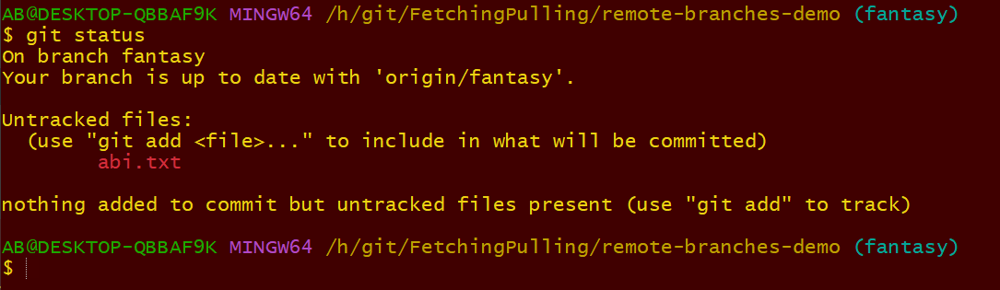 AB@DESKTOP-QBBAF9K MINGW64 /h/git/FetchingPulling/remote-branches-demo (fantasy)
$ git status
On branch fantasy
Your branch is up to date with 'origin/fantasy'.

Untracked files:
  (use "git add <file>..." to include in what will be committed)
        abi.txt

nothing added to commit but untracked files present (use "git add" to track)

AB@DESKTOP-QBBAF9K MINGW64 /h/git/FetchingPulling/remote-branches-demo (fantasy)
$